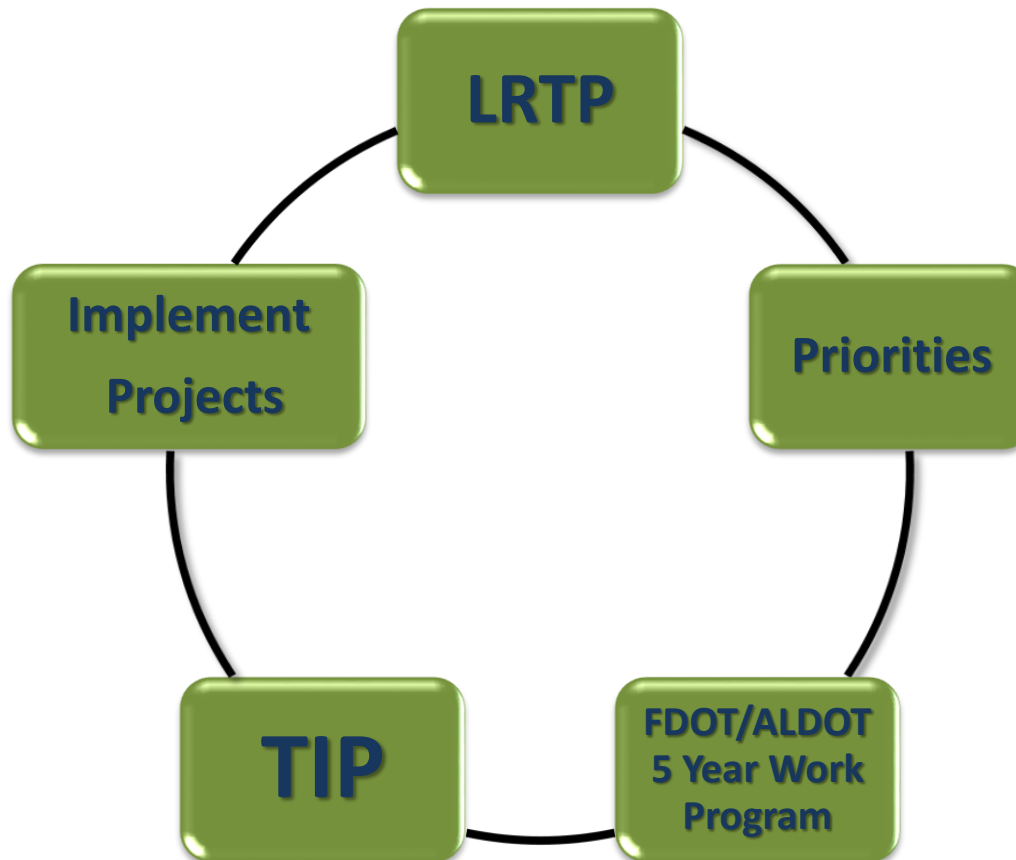 LRTP
Implement
Projects
Priorities
TIP
FDOT/ALDOT
5 Year Work
Program